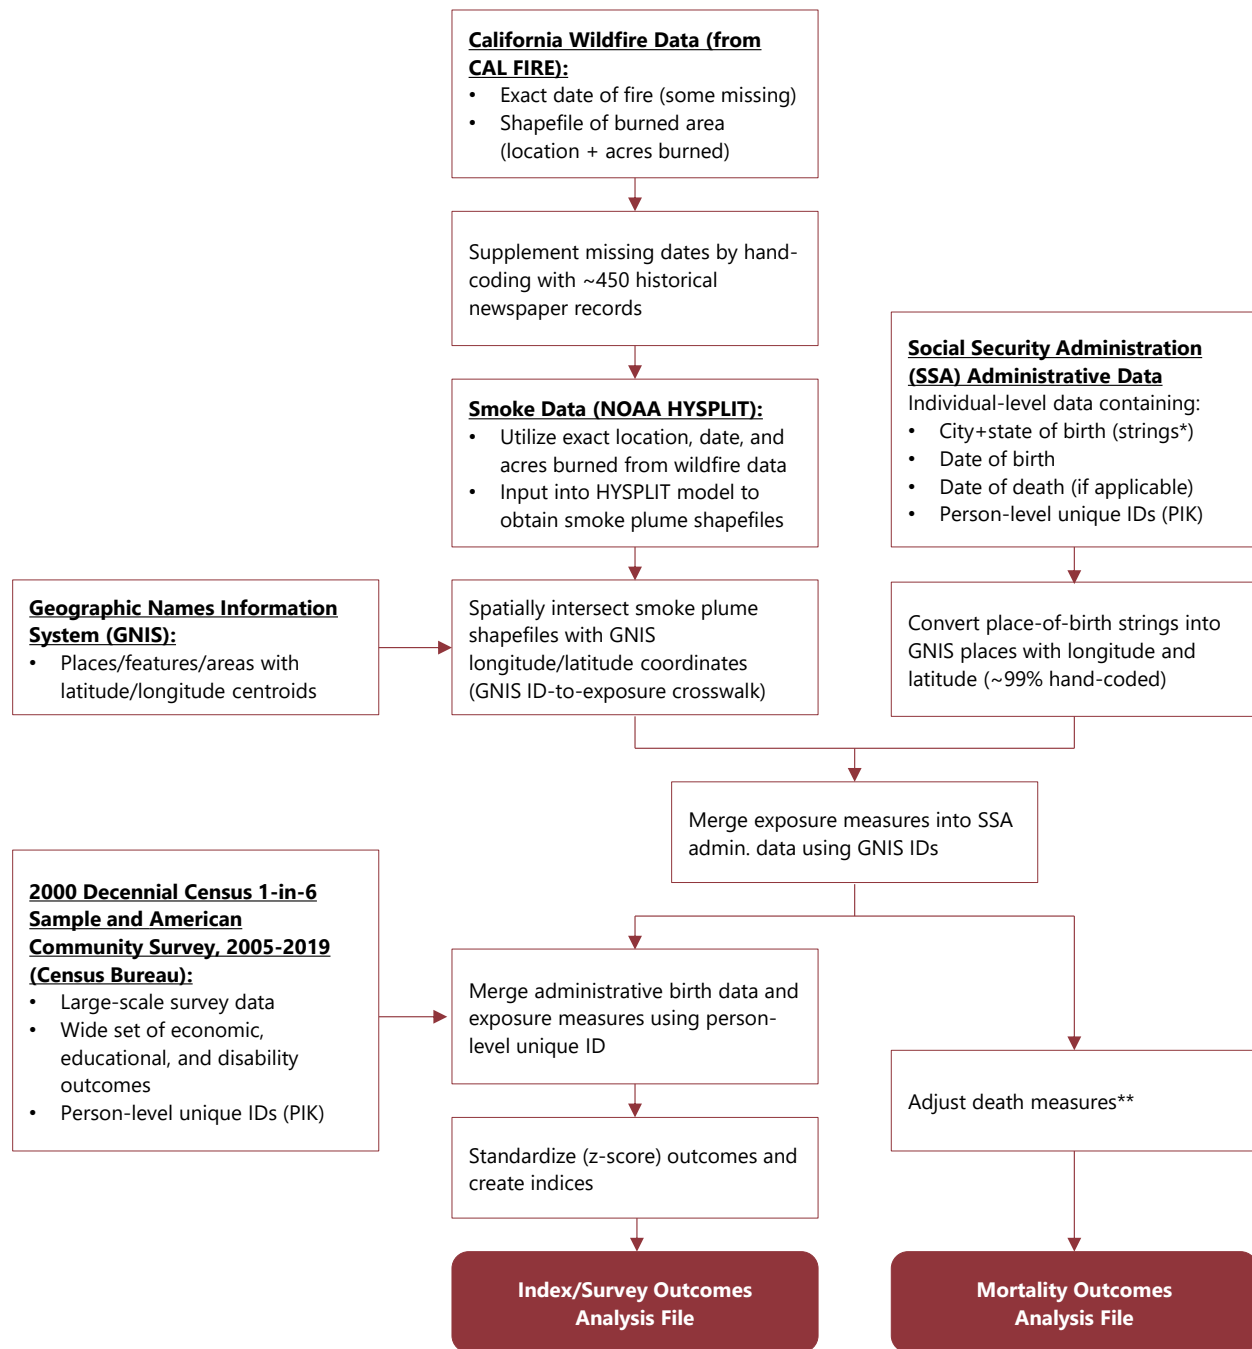 California Wildfire Data (from
CAL FIRE):
• Exact date of fire (some missing)
• Shapefile of burned area
(location + acres burned)
Supplement missing dates by hand-
coding with ~450 historical
newspaper records
Smoke Data (NOAA HYSPLIT):
• Utilize exact location, date, and
acres burned from wildfire data
• Input into HYSPLIT model to
obtain smoke plume shapefiles
Social Security Administration
(SSA) Administrative Data
Individual-level data containing:
• City+state of birth (strings*)
• Date of birth
• Date of death (if applicable)
• Person-level unique IDs (PIK)
Geographic Names Information
System (GNIS):
• Places/features/areas with
latitude/longitude centroids
Spatially intersect smoke plume
shapefiles with GNIS
longitude/latitude coordinates
(GNIS ID-to-exposure crosswalk)
Convert place-of-birth strings into
GNIS places with longitude and
latitude (~99% hand-coded)
Merge exposure measures into SSA
admin. data using GNIS IDs
2000 Decennial Census 1-in-6
Sample and American
Community Survey, 2005-2019
(Census Bureau):
• Large-scale survey data
• Wide set of economic,
educational, and disability
outcomes
• Person-level unique IDs (PIK)
Merge administrative birth data and
exposure measures using person-
level unique ID
Adjust death measures**
Standardize (z-score) outcomes and
create indices
Index/Survey Outcomes
Analysis File
Mortality Outcomes
Analysis File